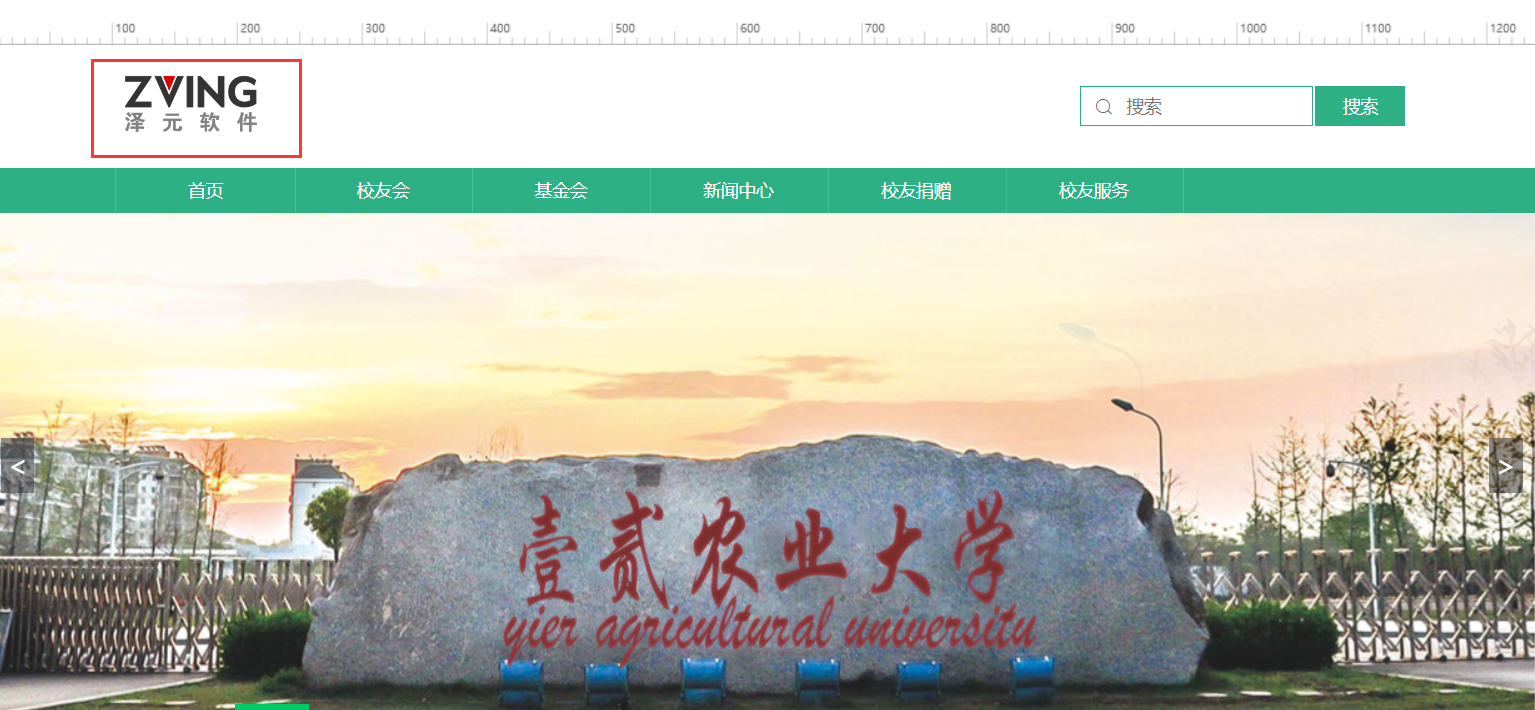 100 200 300 400 500 600 700 800 900 1000 1100 1200
ZVING
泽元软件
搜索 搜索
首页 校友会 基金会 新闻中心 校友捐赠 校友服务
< >
壹贰农业大学
yier agricultural universitu